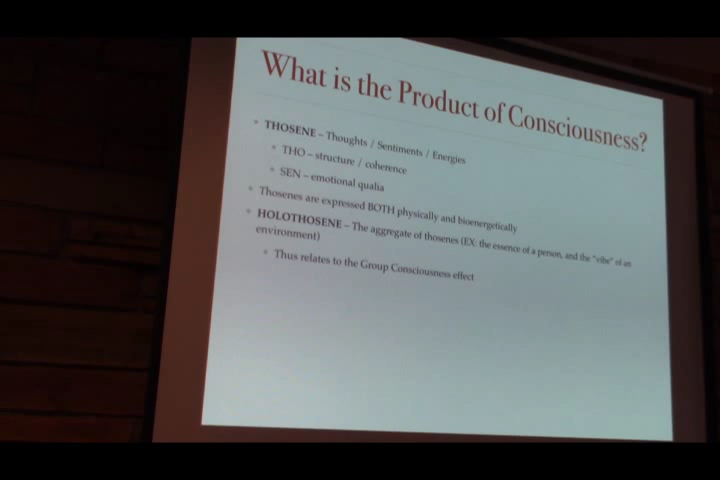 What is the Product of Consciousness?
THOSENE – Thoughts / Sentiments / Energies
THO – structure / coherence
SEN – emotional qualia
Thosenes are expressed BOTH physically and bioenergetically
HOLOTHOSENE – The aggregate of thosenes (EX: the essence of a person, and the "vibe" of an
environment)
Thus relates to the Group Consciousness effect